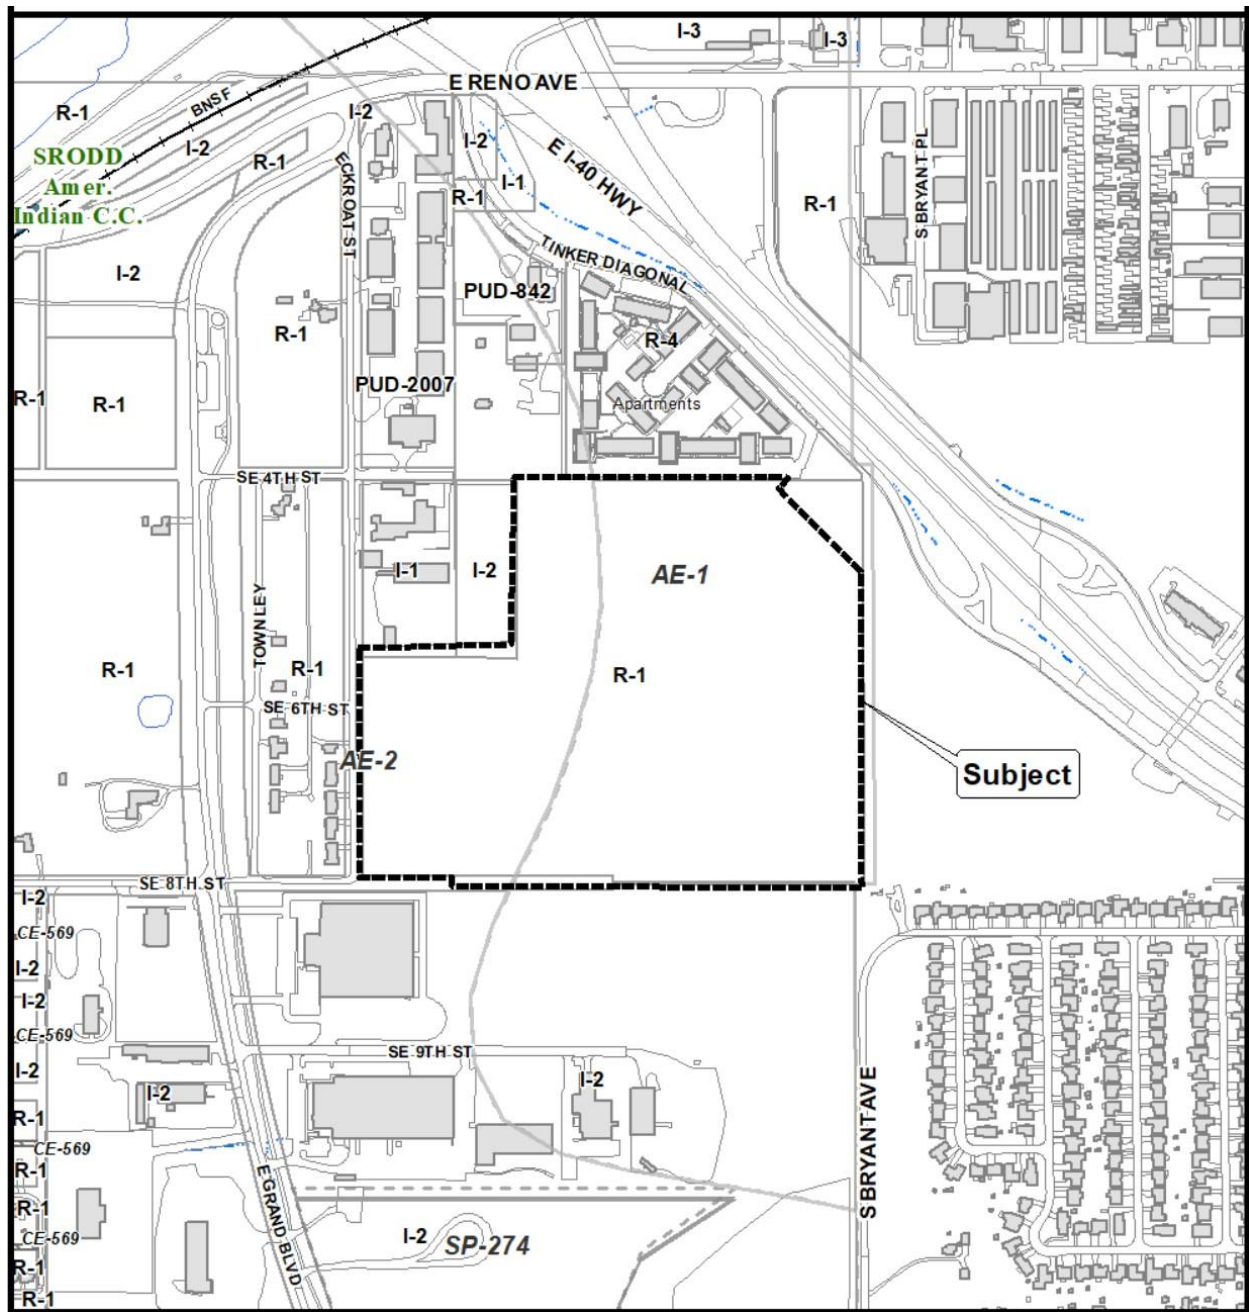 I-3
I-3
E RENO AVE
BNSF
R-1
I-2
I-2
I-2
R-1
SRODD
Amer.
Indian C.C.
ECKROAT ST
R-1
I-1
E I-40 HWY
R-1
S BRYANT PL
TINKER DIAGONAL
I-2
PUD-842
R-1
R-4
PUD-2007
Apartments
R-1
R-1
SE 4TH ST
I-1
I-2
AE-1
TOWNLEY
R-1
R-1
R-1
SE 6TH ST
AE-2
Subject
SE 8TH ST
I-2
CE-569
I-2
I-2
CE-569
SE 9TH ST
I-2
I-2
I-2
R-1
CE-569
R-1
E GRAND BLVD
S BRYANT AVE
R-1
CE-569
I-2
SP-274
R-1
R-1